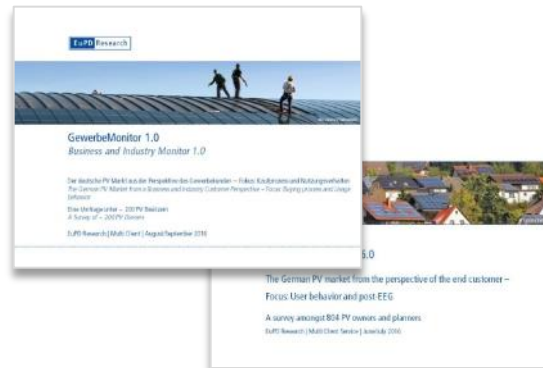 EuPD Research
GewerbeMonitor 1.0
Business and Industry Monitor 1.0
Der deutsche PV Markt aus der Perspektive des Gewerbekunden – Fokus: Kaufprozess und Nutzungsverhalten
The German PV Market from a Business and Industry Customer Perspective – Focus: Buying process and Usage
behavior
Eine Umfrage unter ~ 200 PV Besitzern
A Survey of ~ 200 PV Owners
EuPD Research | Multi Client | August/September 2016
6.0
The German PV market from the perspective of the end customer –
Focus: User behavior and post-EEG
A survey amongst 804 PV owners and planners
EuPD Research | Multi Client Service | June/July 2016